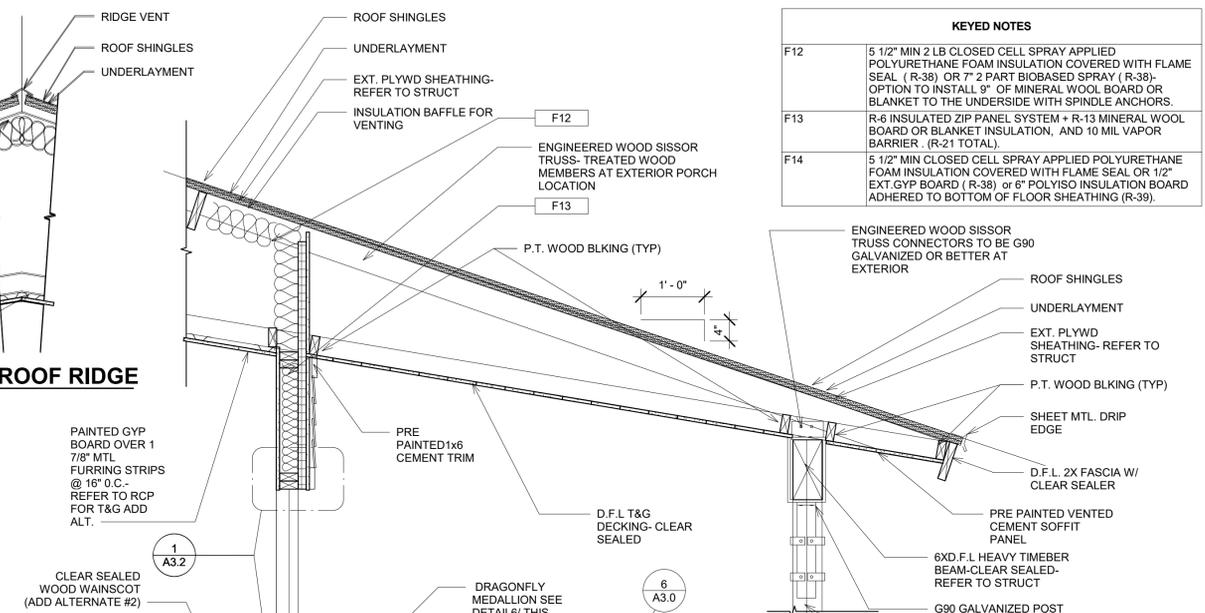 RIDGE VENT
ROOF SHINGLES
UNDERLAYMENT
ROOF RIDGE
ROOF SHINGLES
UNDERLAYMENT
EXT. PLYWD SHEATHING-
REFER TO STRUCT
INSULATION BAFFLE FOR
VENTING
F12
ENGINEERED WOOD SISSOR
TRUSS- TREATED WOOD
MEMBERS AT EXTERIOR PORCH
LOCATION
F13
P.T. WOOD BLKING (TYP)
1' - 0"
4"
KEYED NOTES
F12
5 1/2" MIN 2 LB CLOSED CELL SPRAY APPLIED
POLYURETHANE FOAM INSULATION COVERED WITH FLAME
SEAL ( R-38) OR 7" 2 PART BIOBASED SPRAY ( R-38)-
OPTION TO INSTALL 9" OF MINERAL WOOL BOARD OR
BLANKET TO THE UNDERSIDE WITH SPINDLE ANCHORS.
F13
R-6 INSULATED ZIP PANEL SYSTEM + R-13 MINERAL WOOL
BOARD OR BLANKET INSULATION, AND 10 MIL VAPOR
BARRIER . (R-21 TOTAL).
F14
5 1/2" MIN CLOSED CELL SPRAY APPLIED POLYURETHANE
FOAM INSULATION COVERED WITH FLAME SEAL OR 1/2"
EXT.GYP BOARD ( R-38) or 6" POLYISO INSULATION BOARD
ADHERED TO BOTTOM OF FLOOR SHEATHING (R-39).
ENGINEERED WOOD SISSOR
TRUSS CONNECTORS TO BE G90
GALVANIZED OR BETTER AT
EXTERIOR
ROOF SHINGLES
UNDERLAYMENT
EXT. PLYWD
SHEATHING- REFER TO
STRUCT
P.T. WOOD BLKING (TYP)
SHEET MTL. DRIP
EDGE
D.F.L. 2X FASCIA W/
CLEAR SEALER
PRE PAINTED VENTED
CEMENT SOFFIT
PANEL
6XD.F.L HEAVY TIMEBER
BEAM-CLEAR SEALED-
REFER TO STRUCT
G90 GALVANIZED POST
PAINTED GYP
BOARD OVER 1
7/8" MTL
FURRING STRIPS
@ 16" 0.C.-
REFER TO RCP
FOR T&G ADD
ALT.
PRE
PAINTED1x6
CEMENT TRIM
D.F.L T&G
DECKING- CLEAR
SEALED
1
A3.2
CLEAR SEALED
WOOD WAINSCOT
(ADD ALTERNATE #2)
DRAGONFLY
MEDALLION SEE
DETAIL6/ THIS
6
A3.0